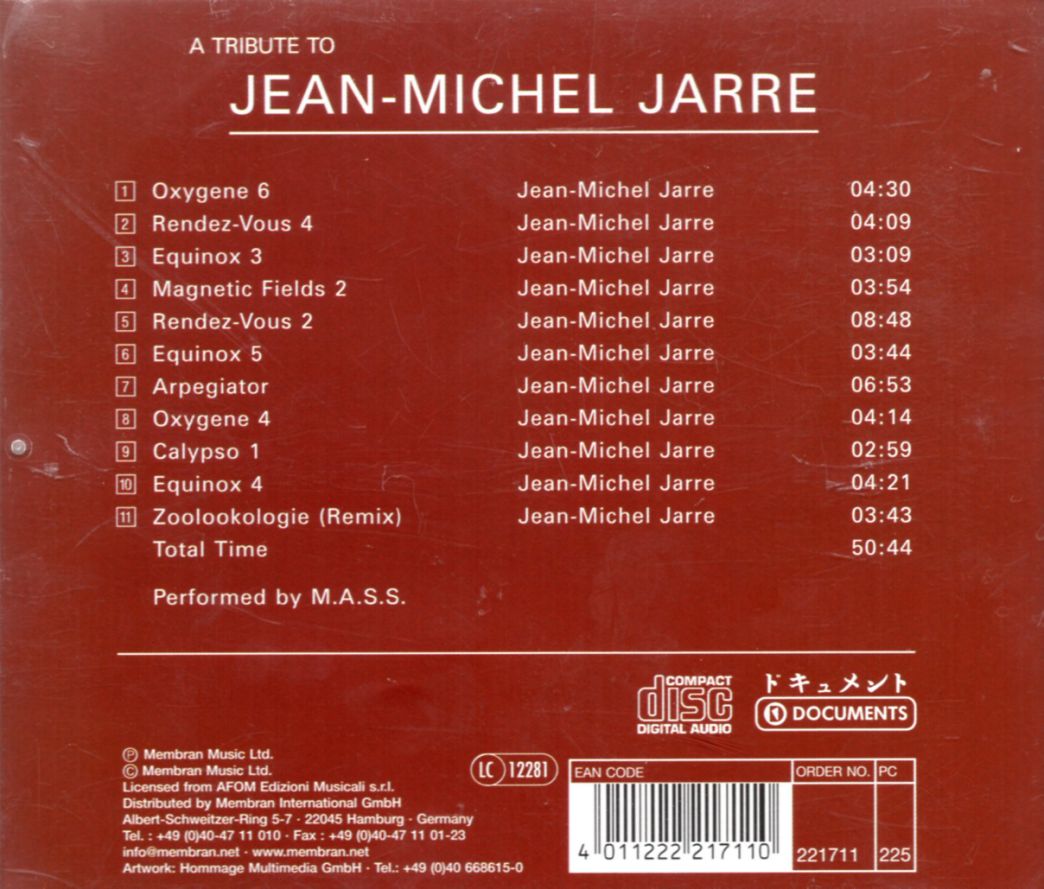 A TRIBUTE TO
JEAN-MICHEL JARRE
1 Oxygene 6 Jean-Michel Jarre 04:30
2 Rendez-Vous 4 Jean-Michel Jarre 04:09
3 Equinox 3 Jean-Michel Jarre 03:09
4 Magnetic Fields 2 Jean-Michel Jarre 03:54
5 Rendez-Vous 2 Jean-Michel Jarre 08:48
6 Equinox 5 Jean-Michel Jarre 03:44
7 Arpegiator Jean-Michel Jarre 06:53
8 Oxygene 4 Jean-Michel Jarre 04:14
9 Calypso 1 Jean-Michel Jarre 02:59
10 Equinox 4 Jean-Michel Jarre 04:21
11 Zoolookologie (Remix) Jean-Michel Jarre 03:43
Total Time 50:44
Performed by M.A.S.S.
COMPACT
disc
DIGITAL AUDIO
ドキュメント
DOCUMENTS
℗ Membran Music Ltd.
© Membran Music Ltd.
Licensed from AFOM Edizioni Musicali s.r.l.
Distributed by Membran International GmbH
Albert-Schweitzer-Ring 5-7 · 22045 Hamburg · Germany
Tel. : +49 (0)40-47 11 010 · Fax : +49 (0)40-47 11 01-23
info@membran.net · www.membran.net
Artwork: Hommage Multimedia GmbH · Tel.: +49 (0)40 668615-0
LC 12281
EAN CODE ORDER NO. PC
4 011222 217110 221711 225